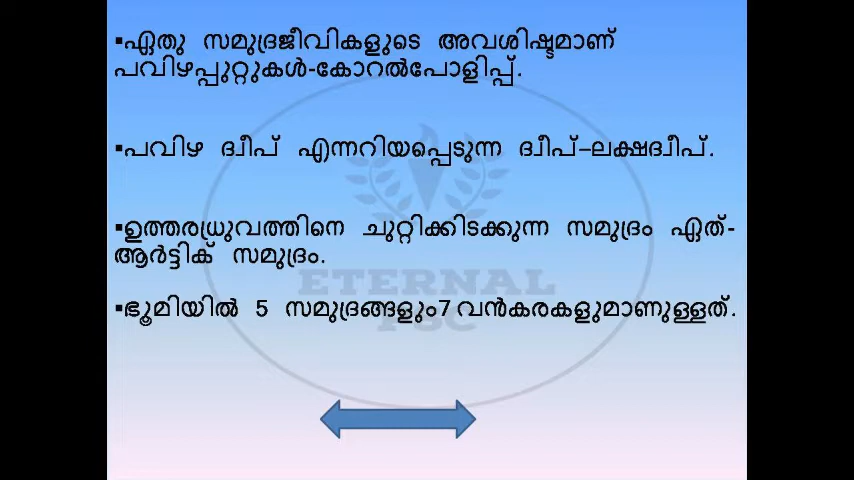 ▪ഏതു സമുദ്രജീവികളുടെ അവശിഷ്ടമാണ്
പവിഴപ്പുറ്റുകൾ-കോറൽപോളിപ്പ്.
▪പവിഴ ദ്വീപ് എന്നറിയപ്പെടുന്ന ദ്വീപ്–ലക്ഷദ്വീപ്.
▪ഉത്തരധ്രുവത്തിനെ ചുറ്റിക്കിടക്കുന്ന സമുദ്രം ഏത്-
ആർട്ടിക് സമുദ്രം.
ETERNAL
▪ഭൂമിയിൽ 5 സമുദ്രങ്ങളും7 വൻകരകളുമാണുള്ളത്.
PSC